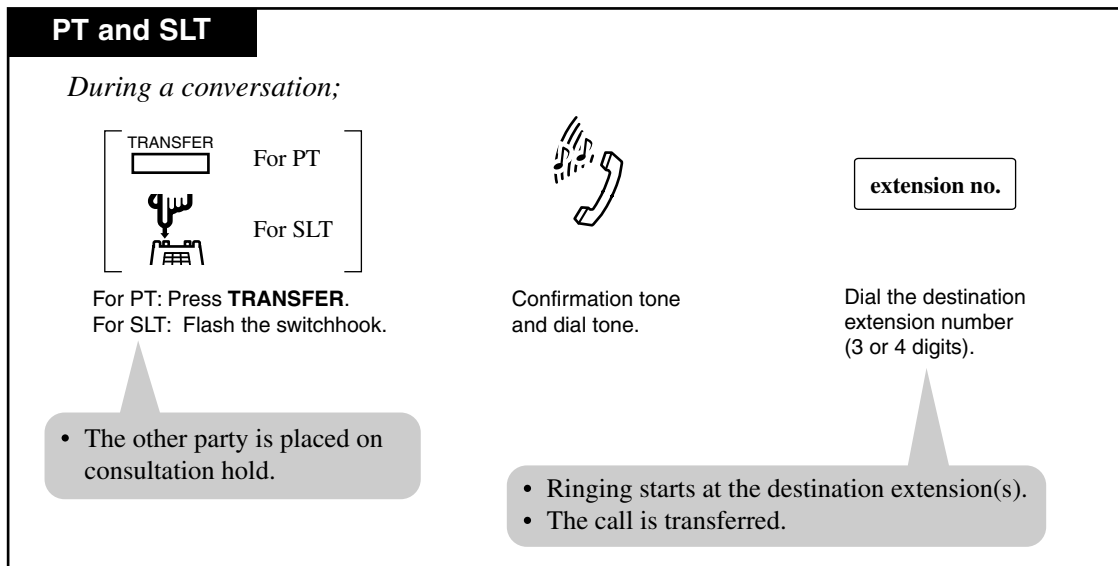 PT and SLT
During a conversation;
TRANSFER
For PT
For SLT
extension no.
For PT: Press TRANSFER.
For SLT: Flash the switchhook.
Confirmation tone
and dial tone.
Dial the destination
extension number
(3 or 4 digits).
• The other party is placed on
consultation hold.
• Ringing starts at the destination extension(s).
• The call is transferred.